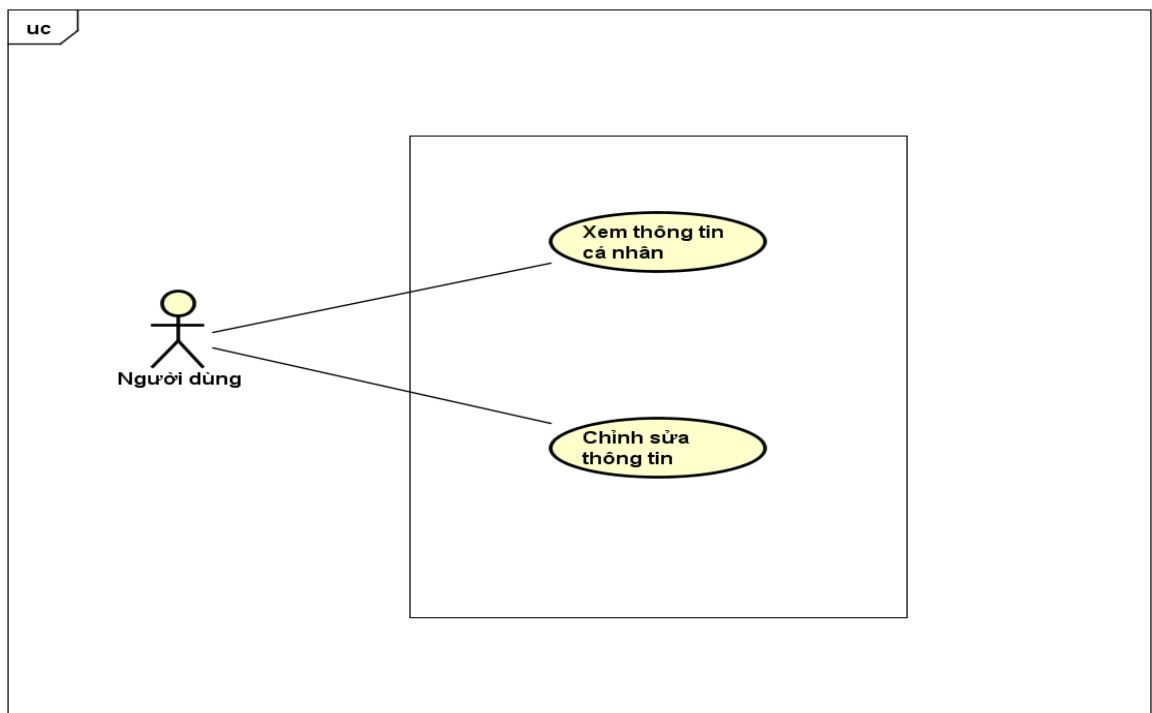 uc
Xem thông tin
cá nhân
Người dùng
Chỉnh sửa
thông tin